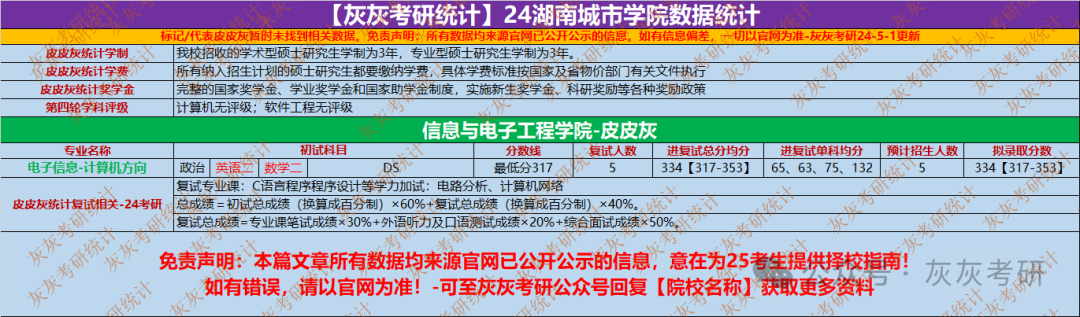 【灰灰考研统计】24湖南城市学院数据统计
标记/代表皮皮灰暂时未找到相关数据。免责声明:所有数据均来源官网已公开公示的信息。如有信息偏差,一切以官网为准-灰灰考研24-5-1更新
皮皮灰统计学制 我校招收的学术型硕士研究生学制为3年,专业型硕士研究生学制为3年。
皮皮灰统计学费 所有纳入招生计划的硕士研究生都要缴纳学费,具体学费标准按国家及省物价部门有关文件执行
皮皮灰统计奖学金 完整的国家奖学金、学业奖学金和国家助学金制度,实施新生奖学金、科研奖励等各种奖励政策
第四轮学科评级 计算机无评级;软件工程无评级
信息与电子工程学院-皮皮灰
专业名称 初试科目 分数线 复试人数 进复试总分均分 进复试单科均分 预计招生人数 拟录取分数
电子信息-计算机方向 政治 英语二 数学二 DS 最低分317 5 334【317-353】 65、63、75、132 5 334【317-353】
皮皮灰统计复试相关-24考研
复试专业课:C语言程序程序设计等学力加试:电路分析、计算机网络
总成绩=初试总成绩(换算成百分制)×60%+复试总成绩(换算成百分制)×40%。
复试总成绩=专业课笔试成绩×30%+外语听力及口语测试成绩×20%+综合面试成绩×50%。
免责声明:本篇文章所有数据均来源官网已公开公示的信息,意在为25考生提供择校指南!
如有错误,请以官网为准!-可至灰灰考研公众号回复【院校名称】获取更多资料
公众号·灰灰考研
灰灰考研统计